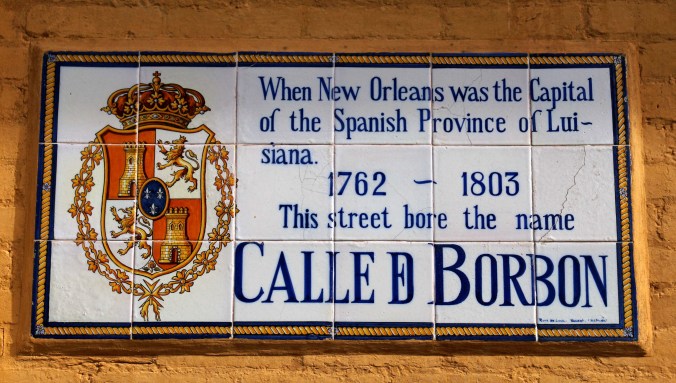 When New Orleans was the Capital
of the Spanish Province of Lui-
siana.
1762 ~ 1803
This street bore the name
CALLE D BORBON